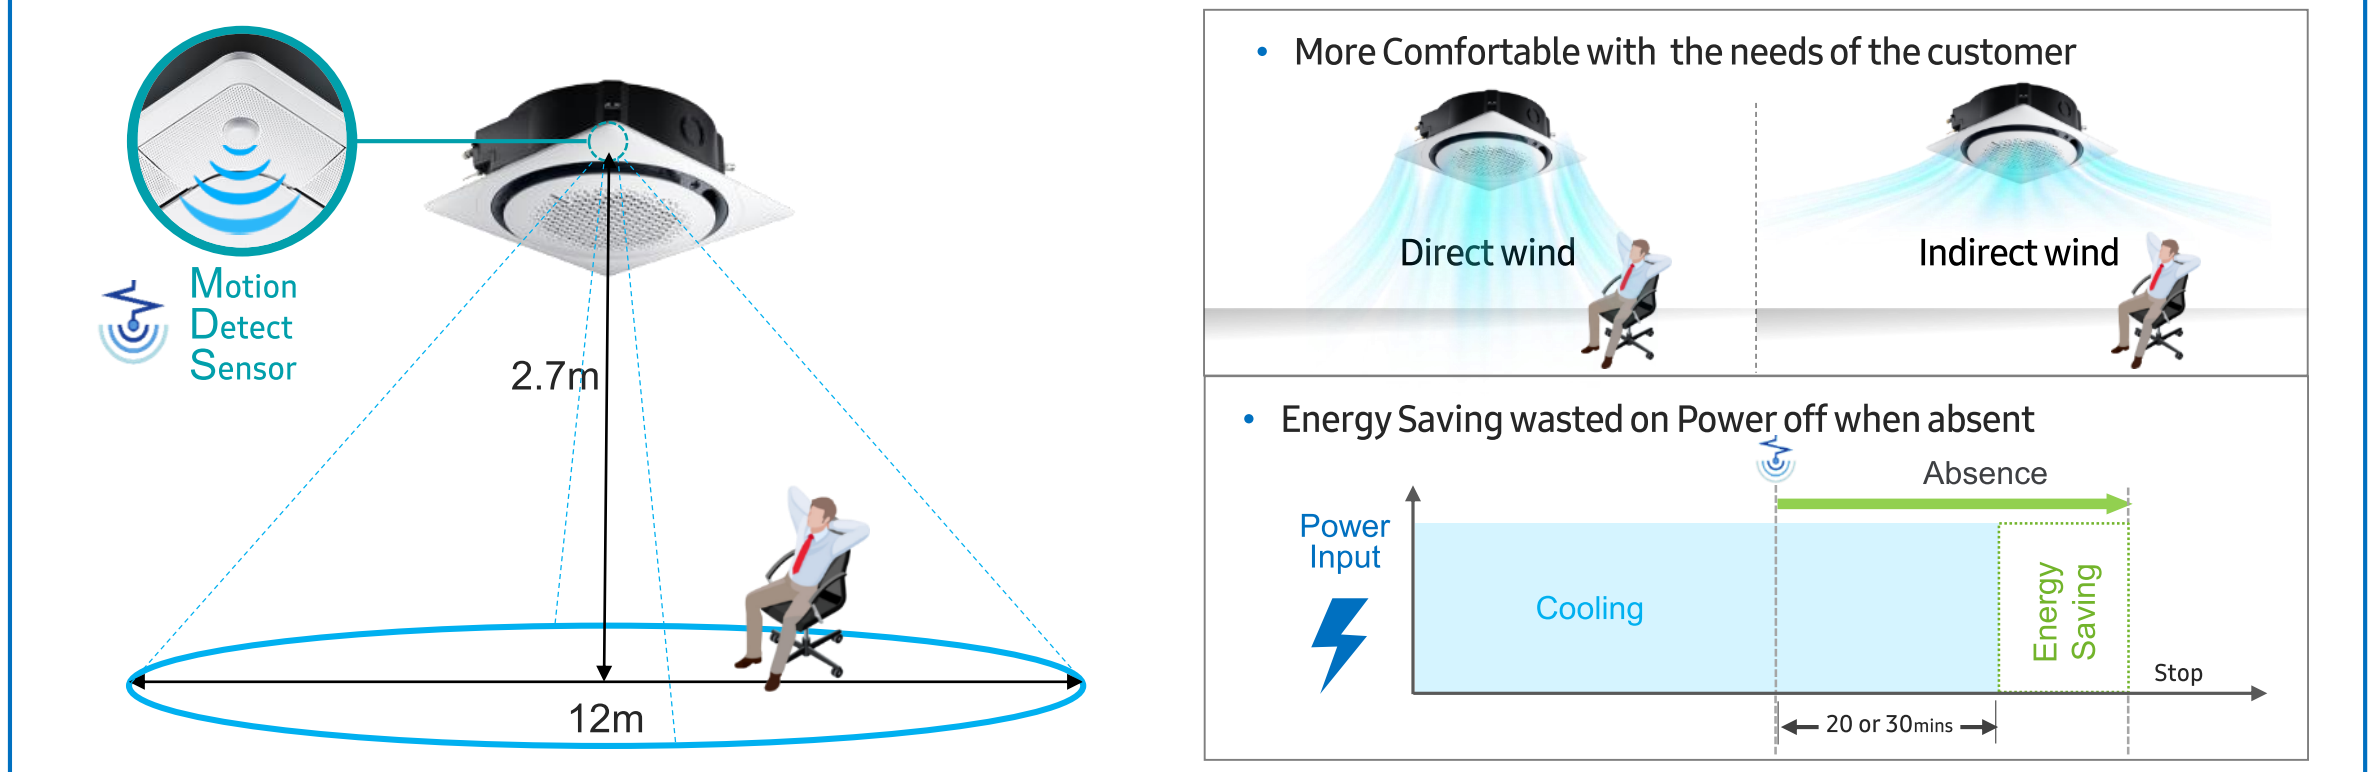 Motion
Detect
Sensor
2.7m
12m
• More Comfortable with the needs of the customer
Direct wind
Indirect wind
• Energy Saving wasted on Power off when absent
Absence
Power
Input
Cooling
Energy
Saving
Stop
20 or 30mins